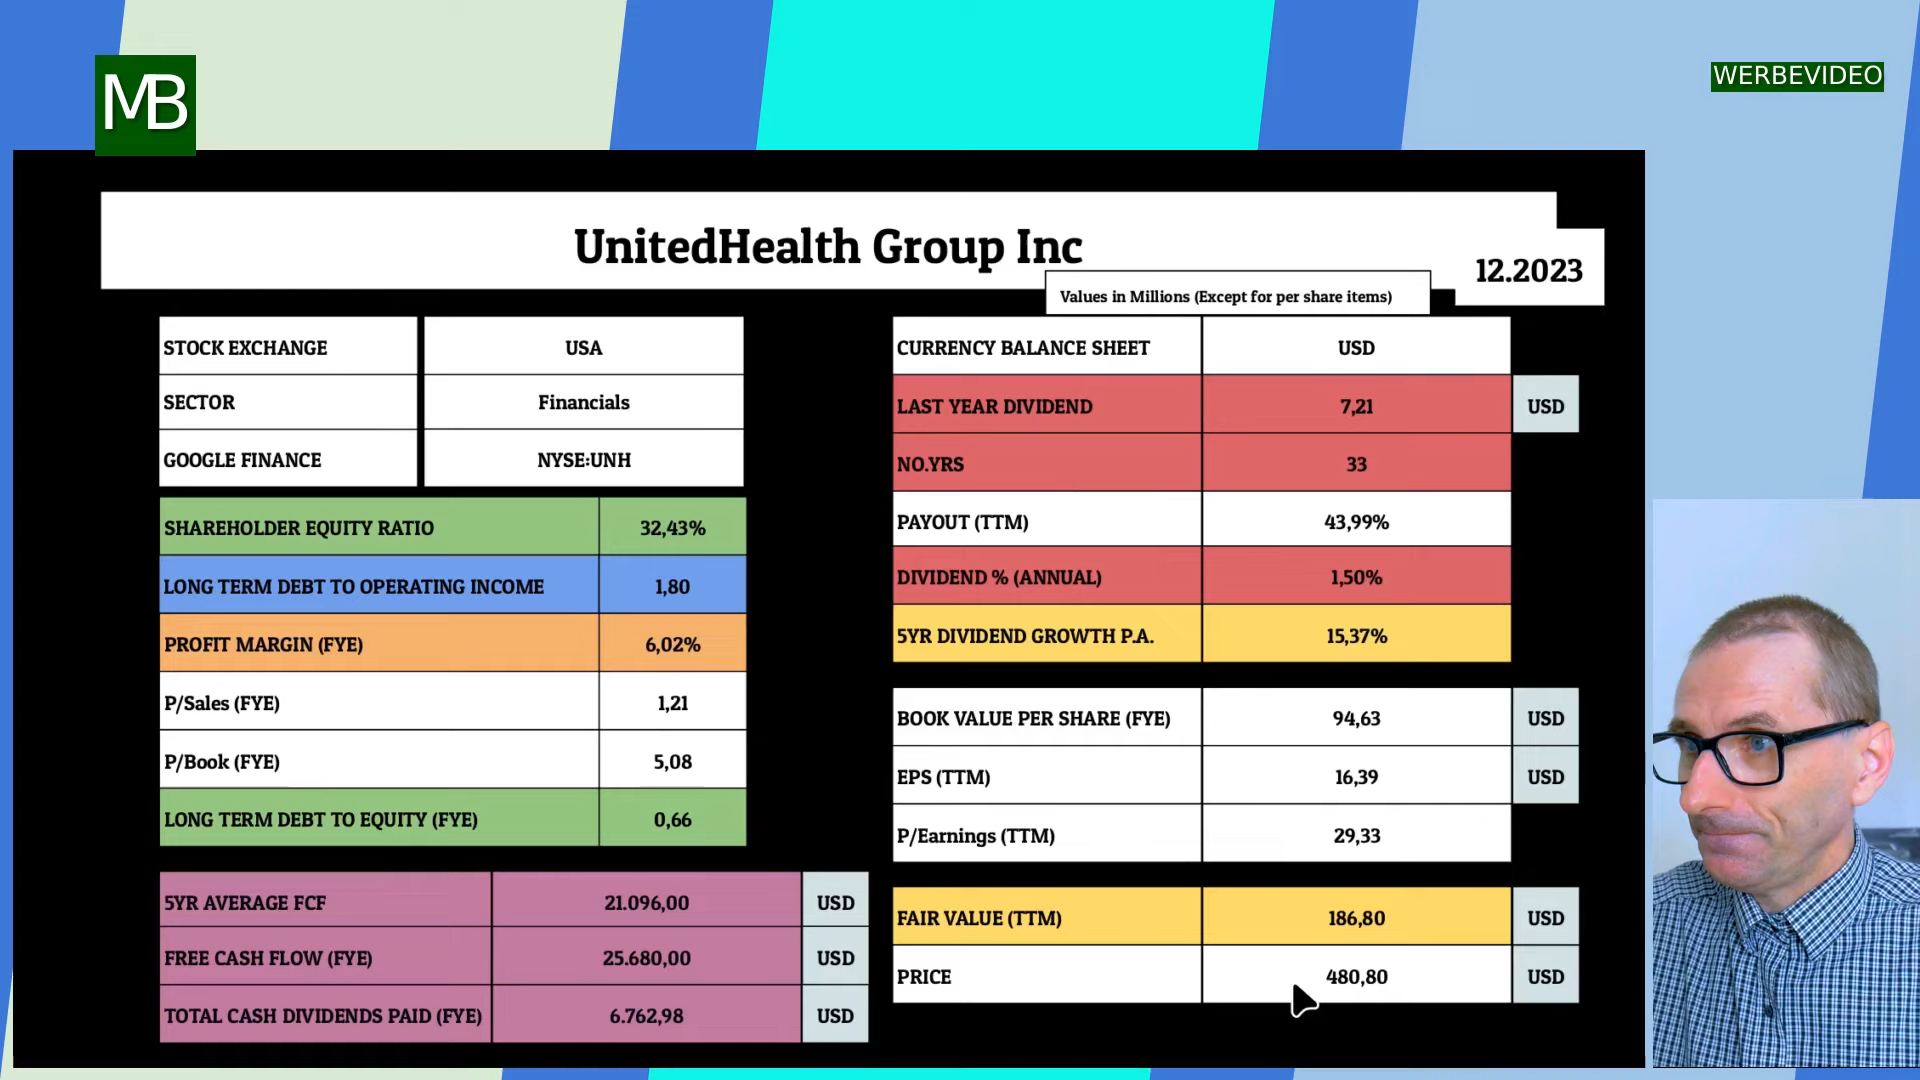 MB
WERBEVIDEO
UnitedHealth Group Inc
12.2023
Values in Millions (Except for per share items)
STOCK EXCHANGE USA
SECTOR Financials
GOOGLE FINANCE NYSE:UNH
SHAREHOLDER EQUITY RATIO 32,43%
LONG TERM DEBT TO OPERATING INCOME 1,80
PROFIT MARGIN (FYE) 6,02%
P/Sales (FYE) 1,21
P/Book (FYE) 5,08
LONG TERM DEBT TO EQUITY (FYE) 0,66
5YR AVERAGE FCF 21.096,00 USD
FREE CASH FLOW (FYE) 25.680,00 USD
TOTAL CASH DIVIDENDS PAID (FYE) 6.762,98 USD
CURRENCY BALANCE SHEET USD
LAST YEAR DIVIDEND 7,21 USD
NO.YRS 33
PAYOUT (TTM) 43,99%
DIVIDEND % (ANNUAL) 1,50%
5YR DIVIDEND GROWTH P.A. 15,37%
BOOK VALUE PER SHARE (FYE) 94,63 USD
EPS (TTM) 16,39 USD
P/Earnings (TTM) 29,33
FAIR VALUE (TTM) 186,80 USD
PRICE 480,80 USD